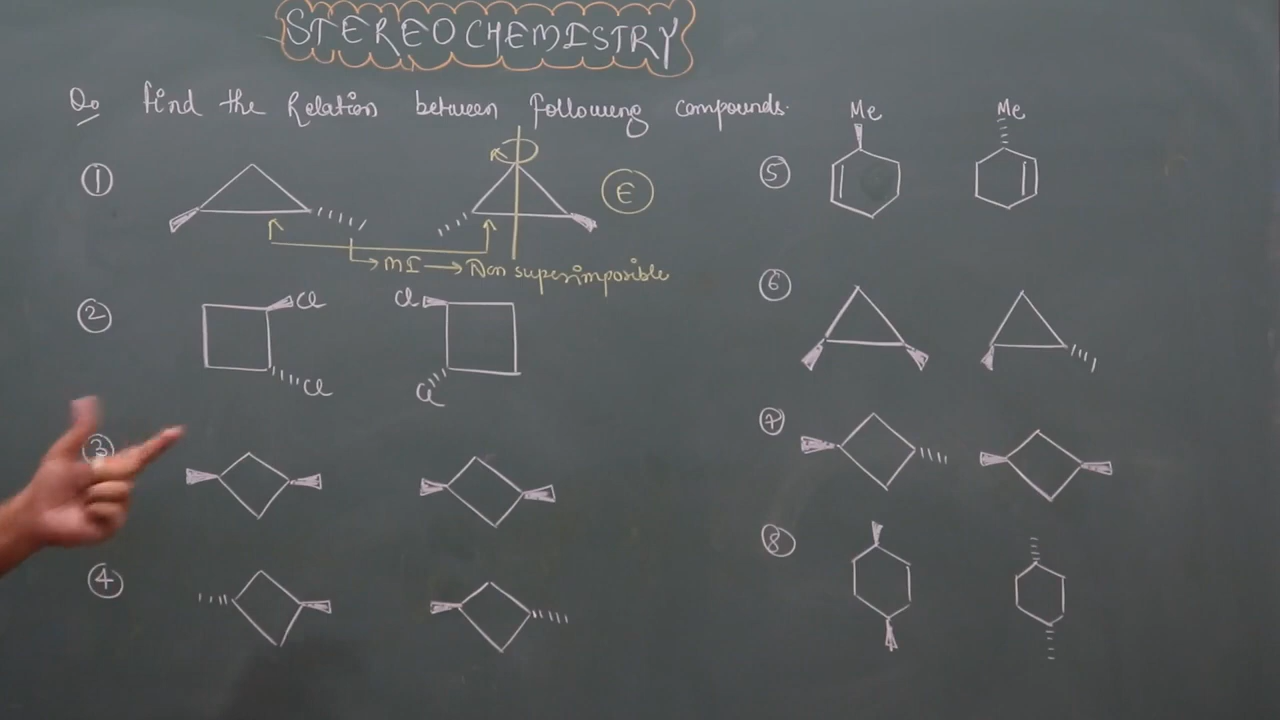 STEREOCHEMISTRY
Qo find the Relation between following compounds.
① E
MI → Non superimposible
② Cl Cl
Cl Cl
③
④
⑤ Me Me
⑥
⑦
⑧